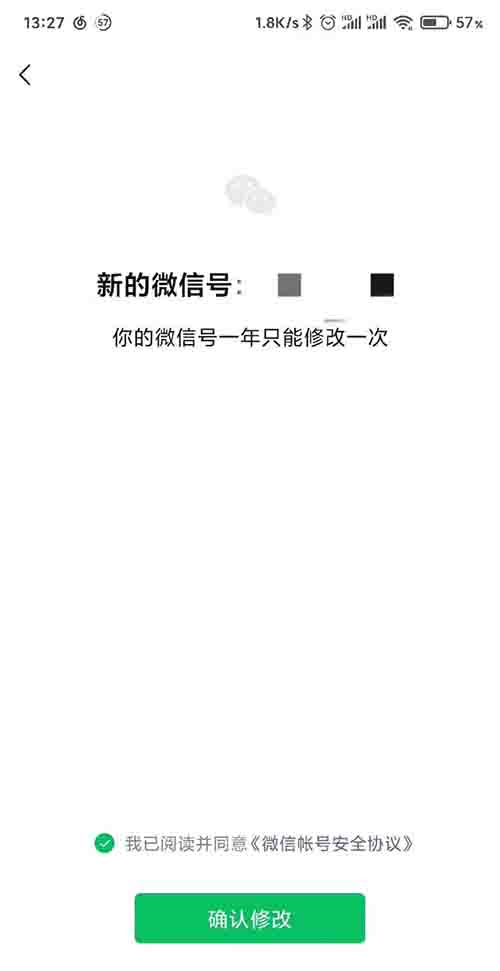 13:27 57 1.8K/s HD HD 57%
新的微信号:
你的微信号一年只能修改一次
我已阅读并同意《微信帐号安全协议》
确认修改